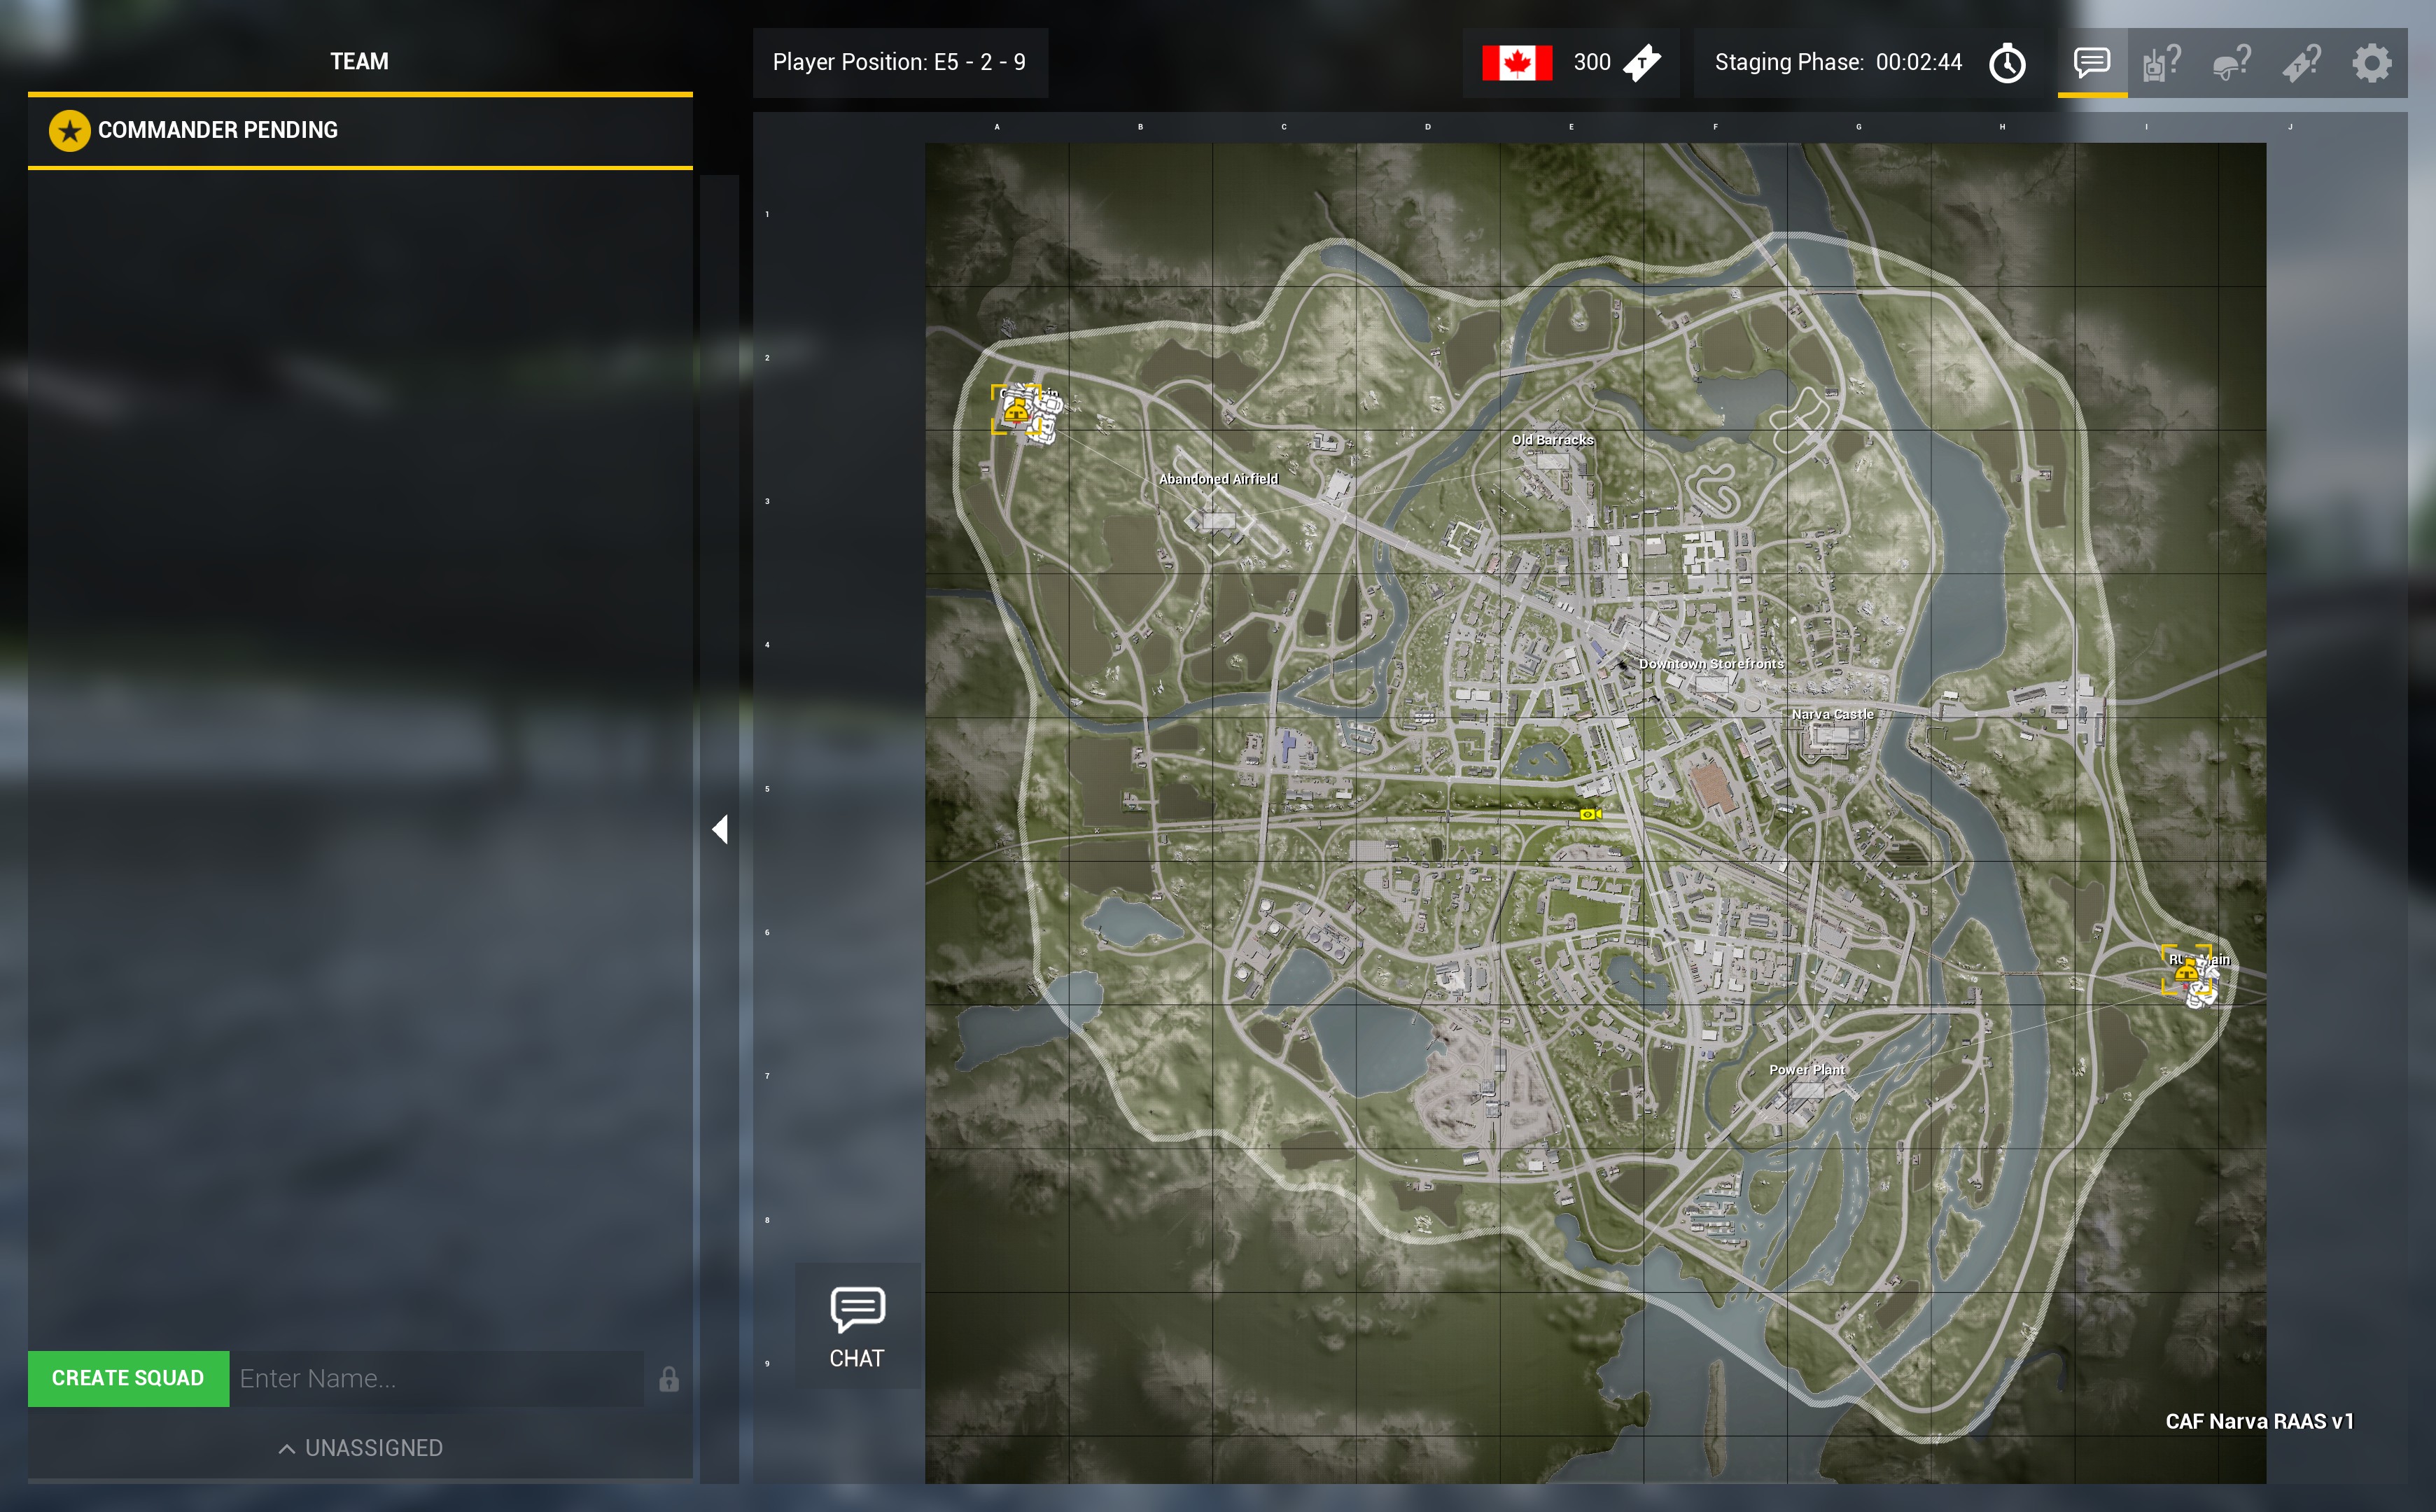 TEAM
Player Position: E5 - 2 - 9
300
T
Staging Phase: 00:02:44
?
?
T?
COMMANDER PENDING
A B C D E F G H I J
1
2
Old Barracks
Abandoned Airfield
3
4
Downtown Storefronts
Narva Castle
5
6
Main
7
Power Plant
8
CHAT
9
CREATE SQUAD
Enter Name...
CAF Narva RAAS v1
UNASSIGNED